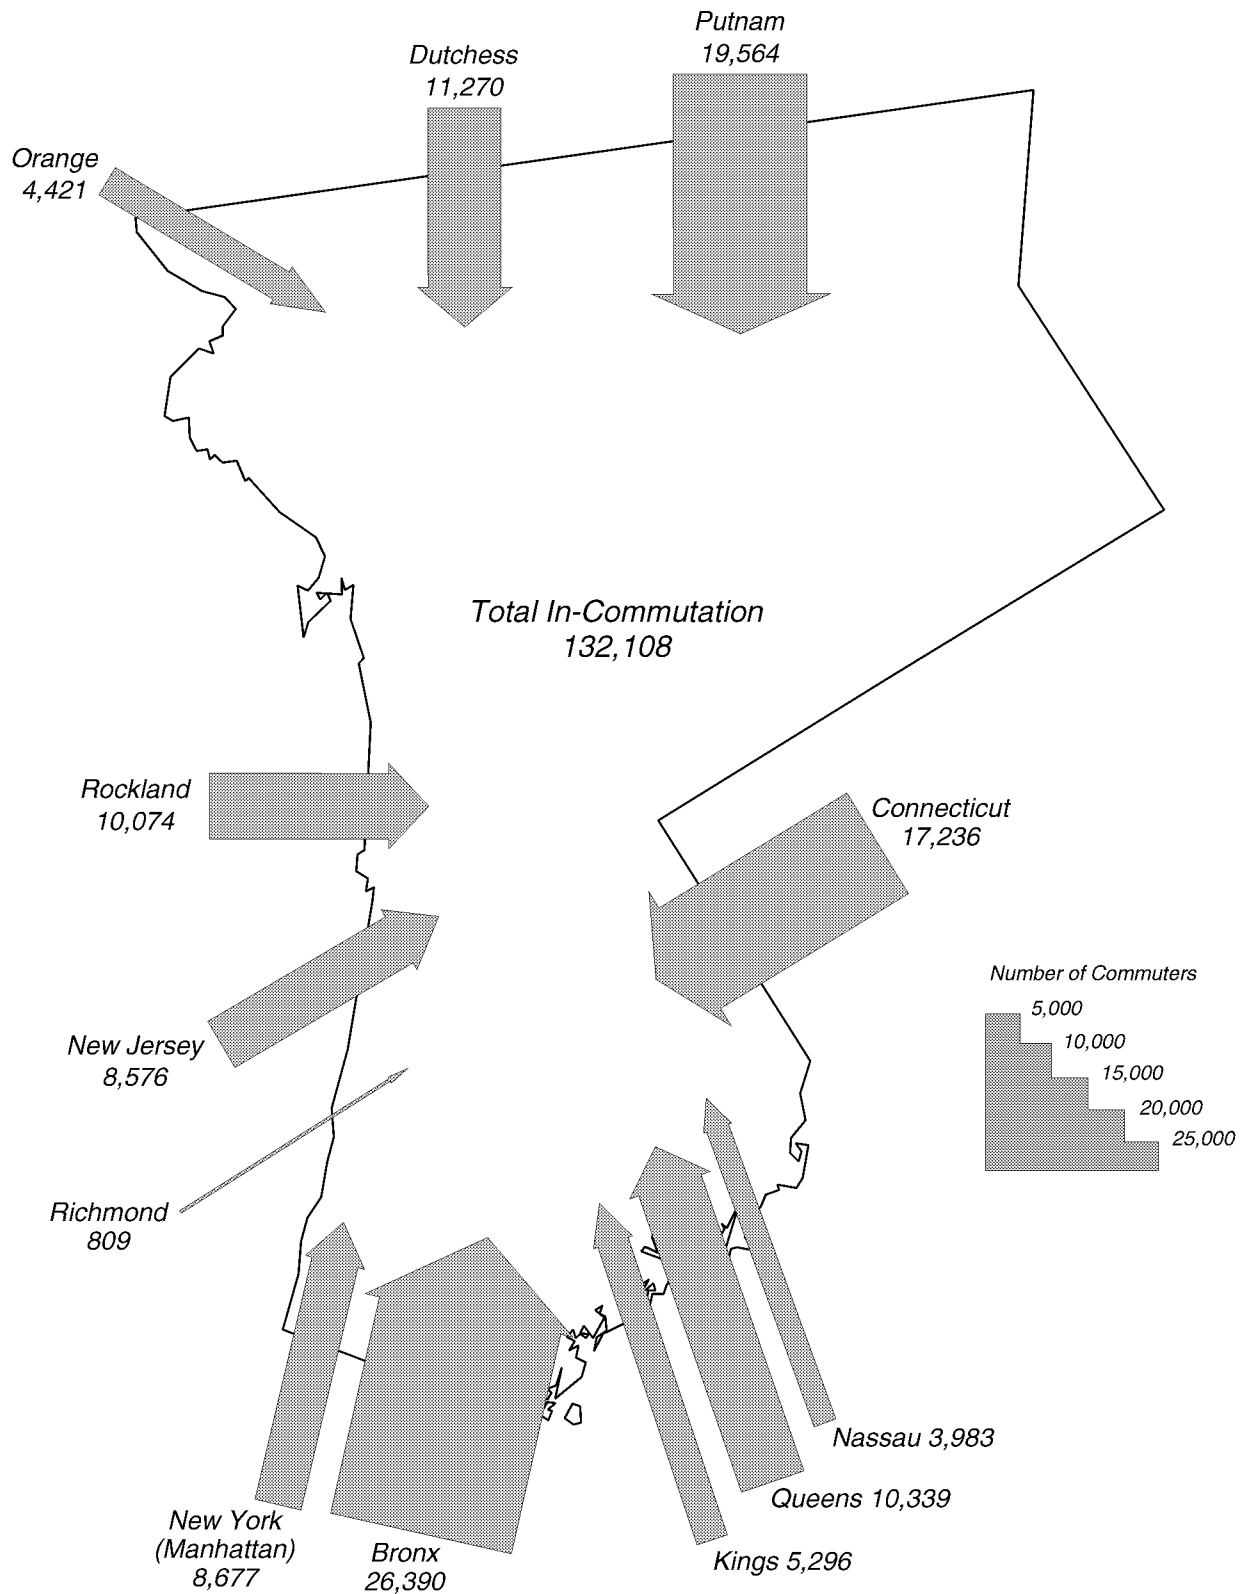 Putnam
19,564
Dutchess
11,270
Orange
4,421
Total In-Commutation
132,108
Rockland
10,074
Connecticut
17,236
Number of Commuters
5,000
10,000
15,000
20,000
25,000
New Jersey
8,576
Richmond
809
Nassau 3,983
Queens 10,339
Kings 5,296
New York
(Manhattan)
8,677
Bronx
26,390